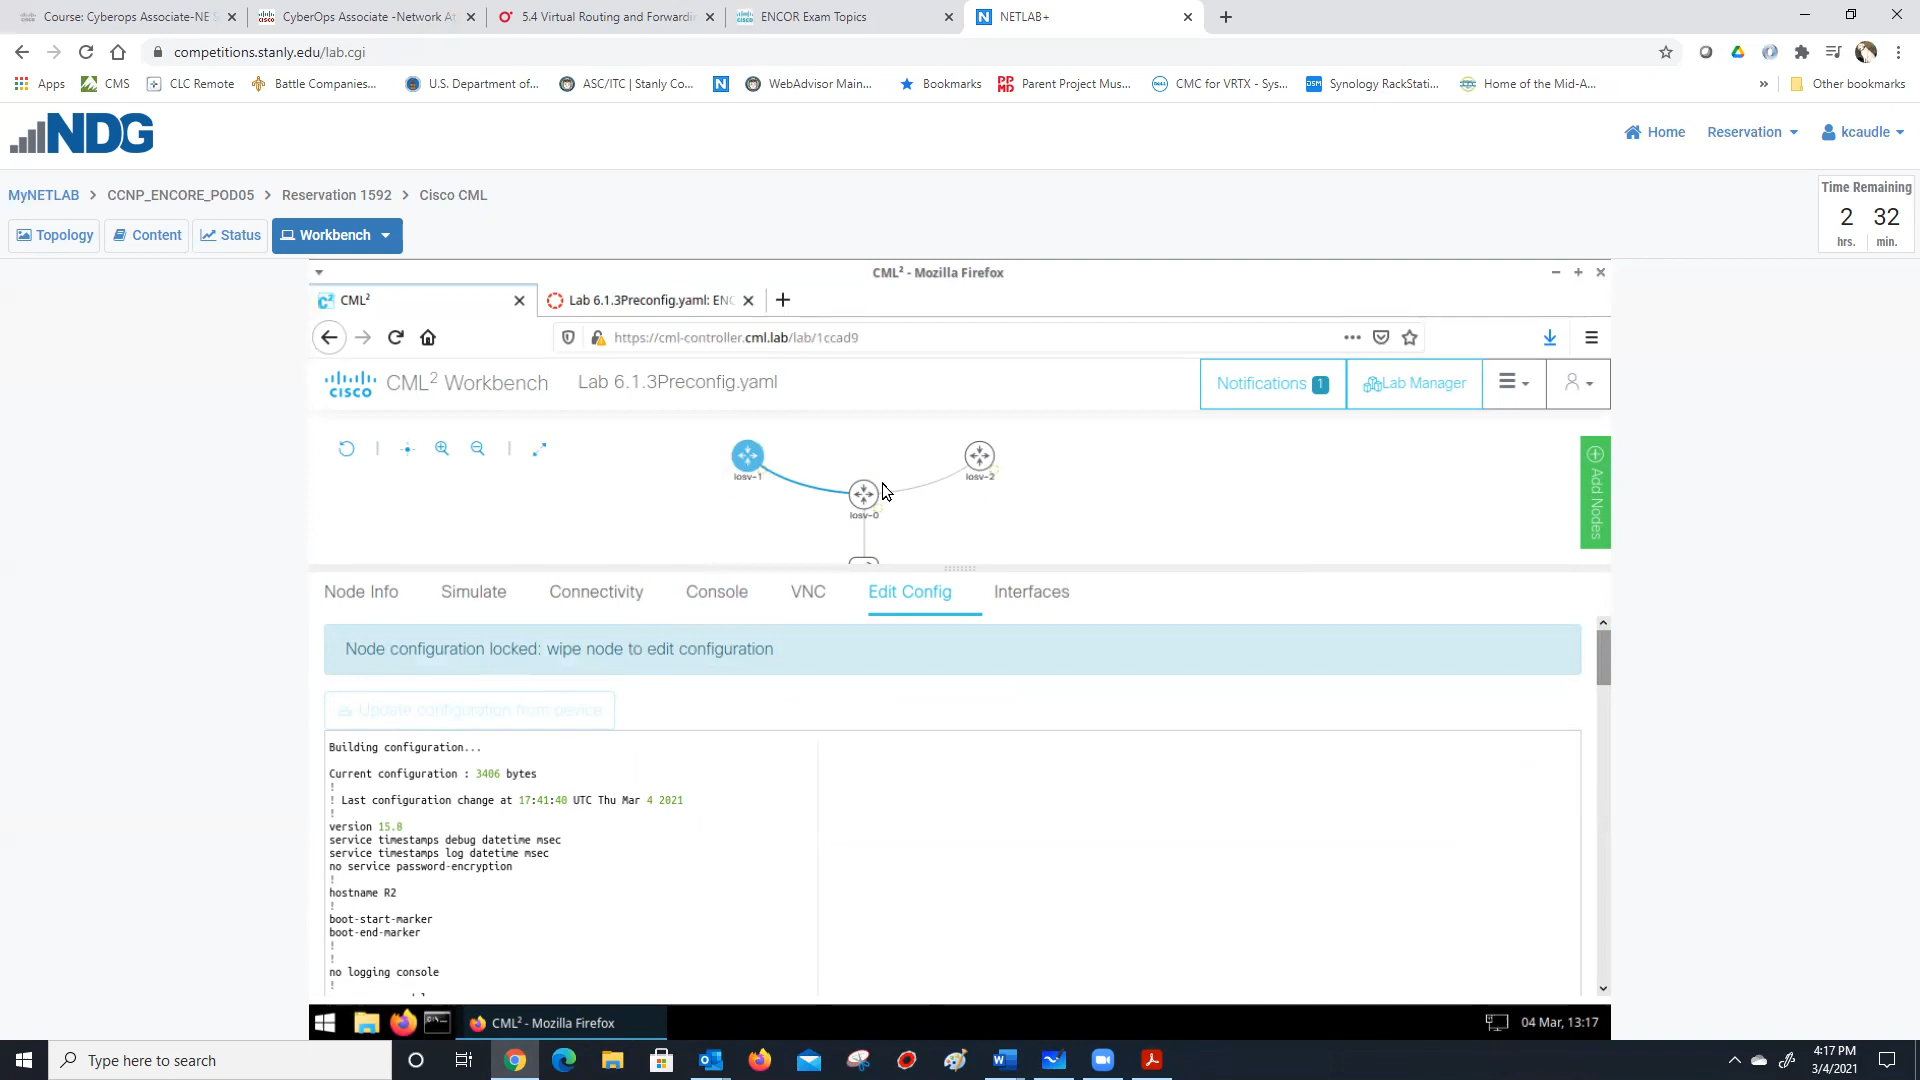 Course: Cyberops Associate-NE S
CyberOps Associate -Network At
5.4 Virtual Routing and Forwardin
ENCOR Exam Topics
NETLAB+
competitions.stanly.edu/lab.cgi
Apps
CMS
CLC Remote
Battle Companies...
U.S. Department of...
ASC/ITC | Stanly Co...
WebAdvisor Main...
Bookmarks
Parent Project Mus...
CMC for VRTX - Sys...
Synology RackStati...
Home of the Mid-A...
»
Other bookmarks
NDG
Home
Reservation
kcaudle
MyNETLAB > CCNP_ENCORE_POD05 > Reservation 1592 > Cisco CML
Time Remaining
2 32
hrs. min.
Topology
Content
Status
Workbench
CML² - Mozilla Firefox
CML²
Lab 6.1.3Preconfig.yaml: ENC
https://cml-controller.cml.lab/lab/1ccad9
cisco
CML² Workbench
Lab 6.1.3Preconfig.yaml
Notifications 1
Lab Manager
iosv-1
iosv-2
iosv-0
Add Nodes
Node Info
Simulate
Connectivity
Console
VNC
Edit Config
Interfaces
Node configuration locked: wipe node to edit configuration
Update configuration from device
Building configuration...
Current configuration : 3406 bytes
!
! Last configuration change at 17:41:40 UTC Thu Mar 4 2021
!
version 15.8
service timestamps debug datetime msec
service timestamps log datetime msec
no service password-encryption
!
hostname R2
!
boot-start-marker
boot-end-marker
!
!
no logging console
!
CML² - Mozilla Firefox
04 Mar, 13:17
Type here to search
4:17 PM
3/4/2021